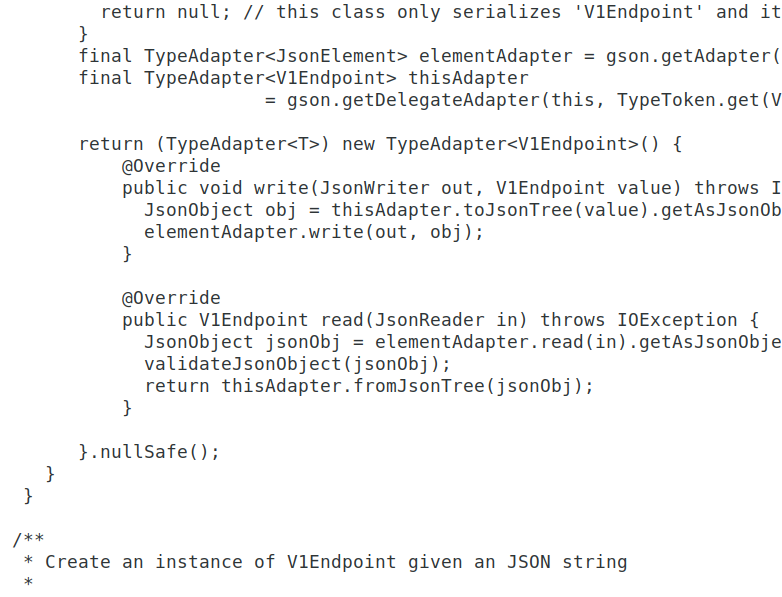 return null; // this class only serializes 'V1Endpoint' and it
}
final TypeAdapter<JsonElement> elementAdapter = gson.getAdapter(
final TypeAdapter<V1Endpoint> thisAdapter
= gson.getDelegateAdapter(this, TypeToken.get(V
return (TypeAdapter<T>) new TypeAdapter<V1Endpoint>() {
@Override
public void write(JsonWriter out, V1Endpoint value) throws I
JsonObject obj = thisAdapter.toJsonTree(value).getAsJsonOb
elementAdapter.write(out, obj);
}
@Override
public V1Endpoint read(JsonReader in) throws IOException {
JsonObject jsonObj = elementAdapter.read(in).getAsJsonObje
validateJsonObject(jsonObj);
return thisAdapter.fromJsonTree(jsonObj);
}
}.nullSafe();
}
}
/**
* Create an instance of V1Endpoint given an JSON string
*